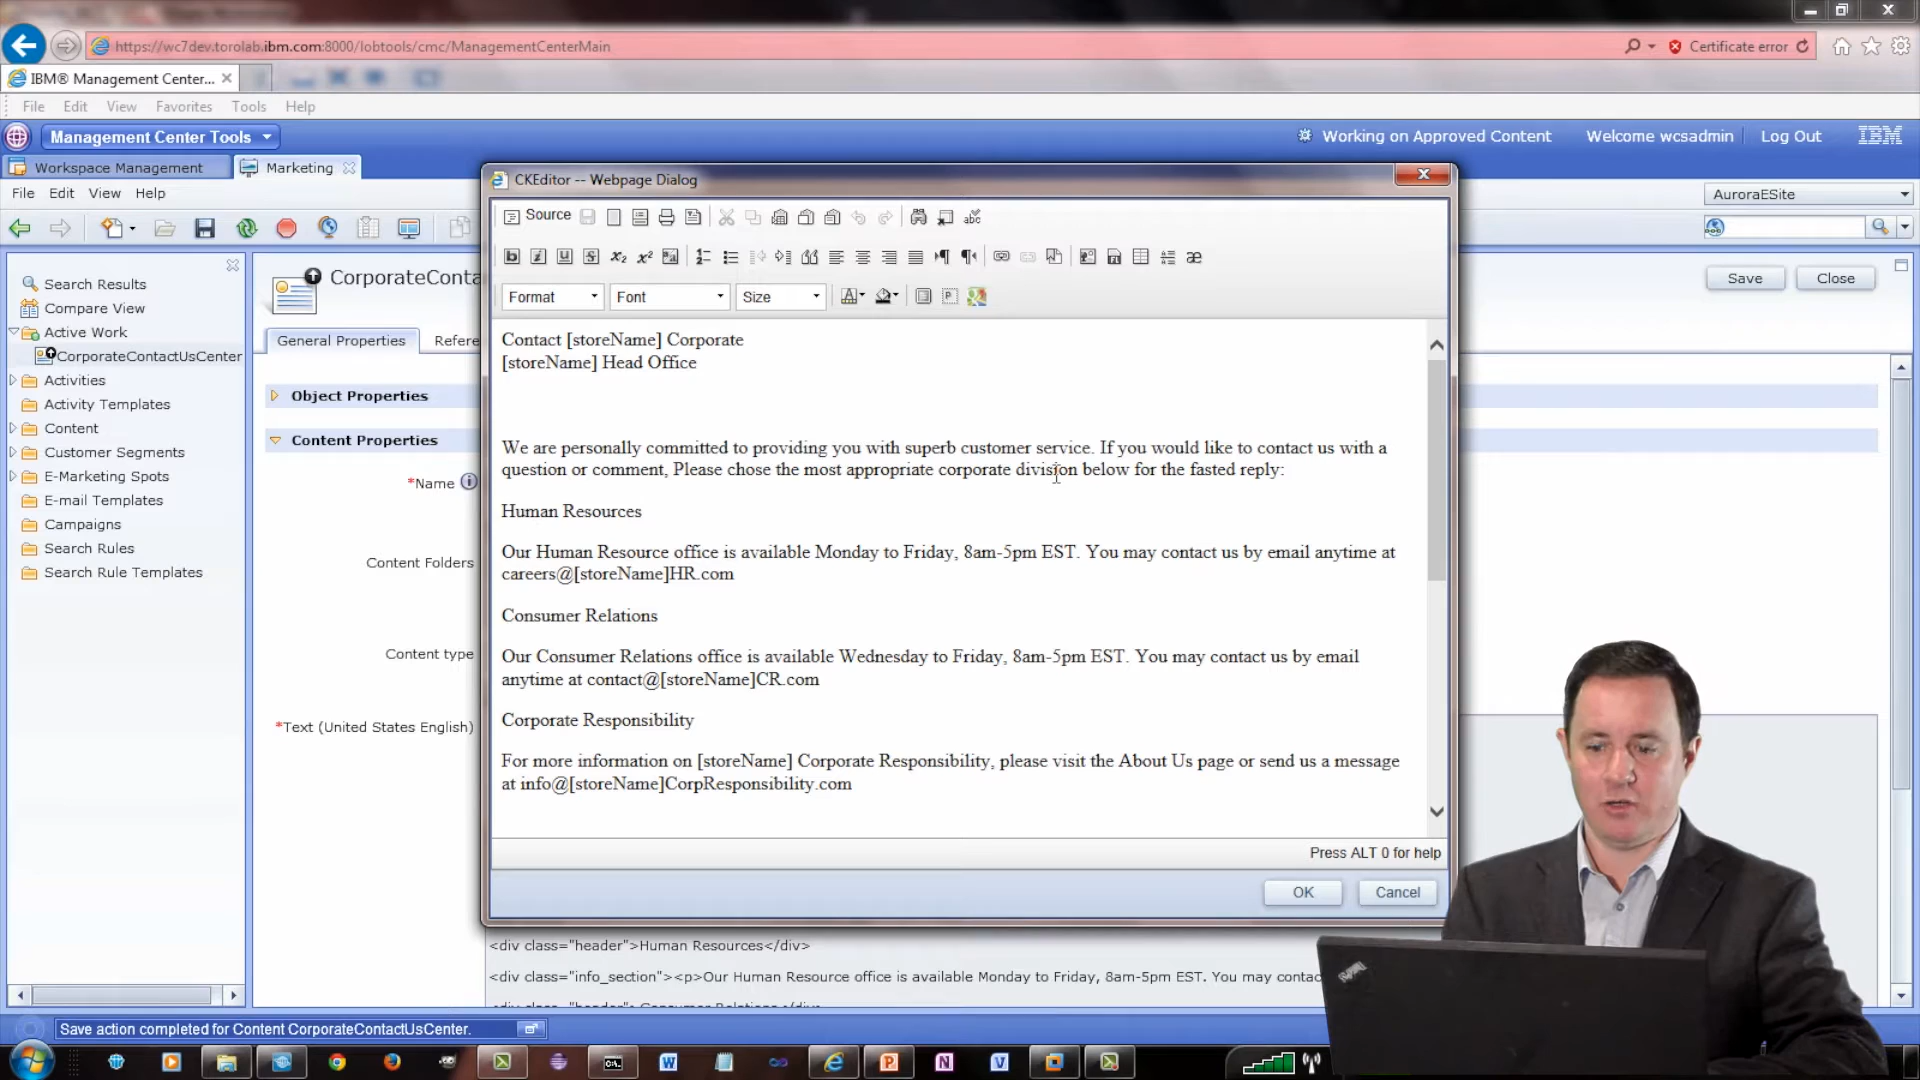 https://wc7dev.torolab.ibm.com:8000/lobtools/cmc/ManagementCenterMain
Certificate error
IBM® Management Center...
File Edit View Favorites Tools Help
Management Center Tools
Working on Approved Content Welcome wcsadmin Log Out IBM
Workspace Management Marketing
File Edit View Help
AuroraESite
CKEditor -- Webpage Dialog
Source
Format Font Size
Search Results
Compare View
Active Work
CorporateContactUsCenter
Activities
Activity Templates
Content
Customer Segments
E-Marketing Spots
E-mail Templates
Campaigns
Search Rules
Search Rule Templates
CorporateConta
Save Close
General Properties Refere
Object Properties
Content Properties
*Name
Content Folders
Content type
*Text (United States English)
Contact [storeName] Corporate
[storeName] Head Office
We are personally committed to providing you with superb customer service. If you would like to contact us with a
question or comment, Please chose the most appropriate corporate division below for the fasted reply:
Human Resources
Our Human Resource office is available Monday to Friday, 8am-5pm EST. You may contact us by email anytime at
careers@[storeName]HR.com
Consumer Relations
Our Consumer Relations office is available Wednesday to Friday, 8am-5pm EST. You may contact us by email
anytime at contact@[storeName]CR.com
Corporate Responsibility
For more information on [storeName] Corporate Responsibility, please visit the About Us page or send us a message
at info@[storeName]CorpResponsibility.com
Press ALT 0 for help
OK Cancel
<div class="header">Human Resources</div>
<div class="info_section"><p>Our Human Resource office is available Monday to Friday, 8am-5pm EST. You may contac
Save action completed for Content CorporateContactUsCenter.